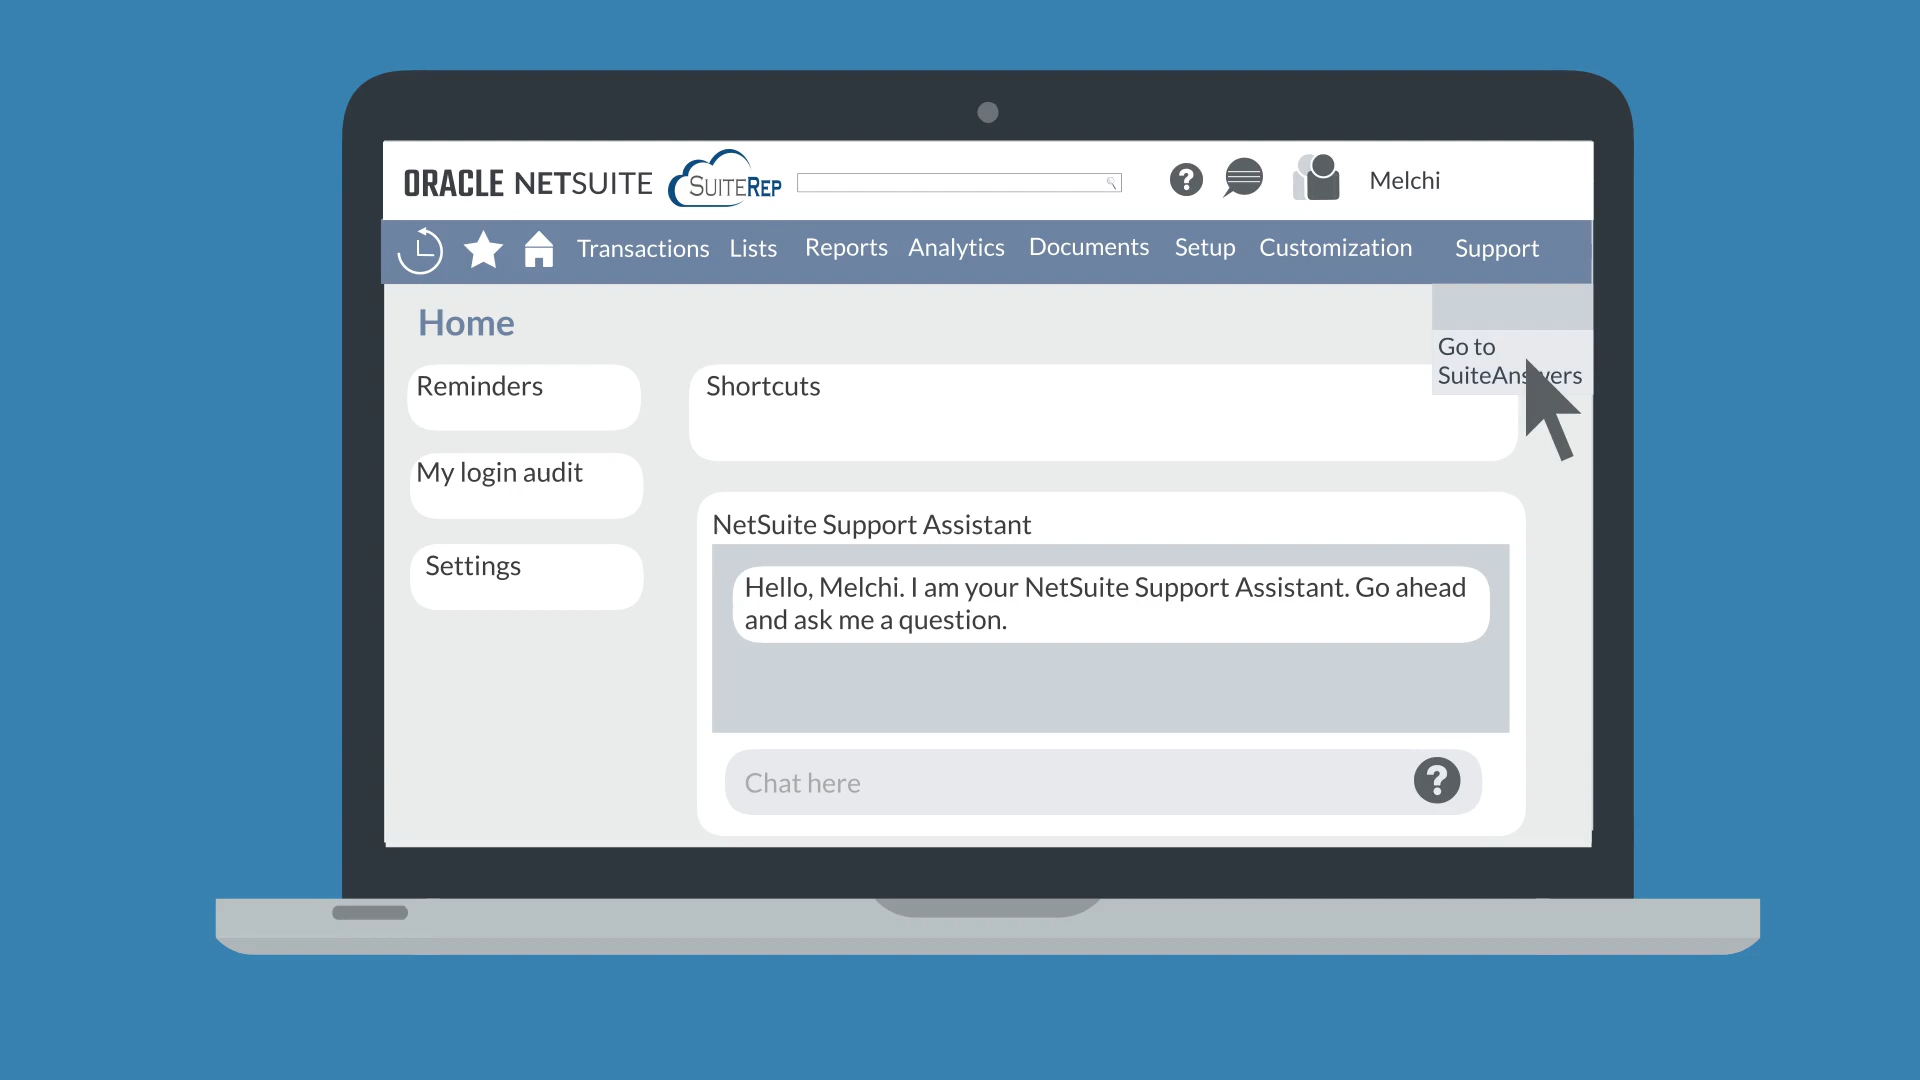 ORACLE NETSUITE SUITEREP Melchi
Transactions Lists Reports Analytics Documents Setup Customization Support
Home
Go to
SuiteAnswers
Reminders
Shortcuts
My login audit
NetSuite Support Assistant
Settings
Hello, Melchi. I am your NetSuite Support Assistant. Go ahead
and ask me a question.
Chat here